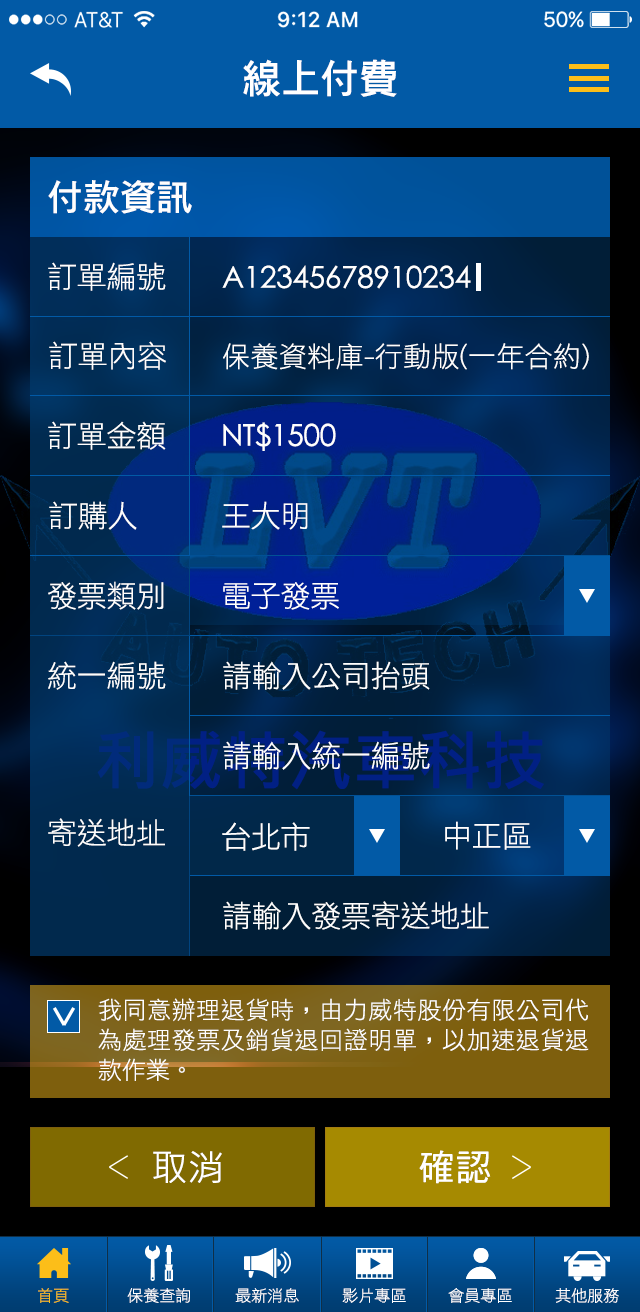 AT&T 9:12 AM 50%
線上付費
付款資訊
訂單編號 A12345678910234
訂單內容 保養資料庫-行動版(一年合約)
訂單金額 NT$1500
訂購人 王大明
發票類別 電子發票
統一編號 請輸入公司抬頭
請輸入統一編號
寄送地址 台北市 中正區
請輸入發票寄送地址
LVT
AUTO TECH
利威特汽車科技
我同意辦理退貨時，由力威特股份有限公司代
為處理發票及銷貨退回證明單，以加速退貨退
款作業。
< 取消 確認 >
首頁 保養查詢 最新消息 影片專區 會員專區 其他服務